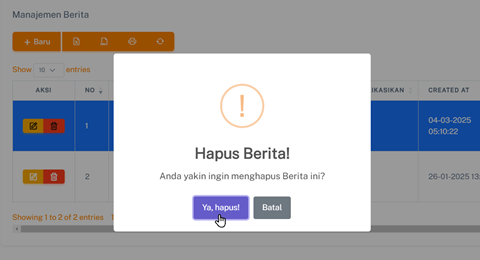 Manajemen Berita
+ Baru
Show 10 entries
AKSI NO IKASIKAN CREATED AT
1 04-03-2025
05:10:22
2 26-01-2025 13:
Showing 1 to 2 of 2 entries
!
Hapus Berita!
Anda yakin ingin menghapus Berita ini?
Ya, hapus! Batal